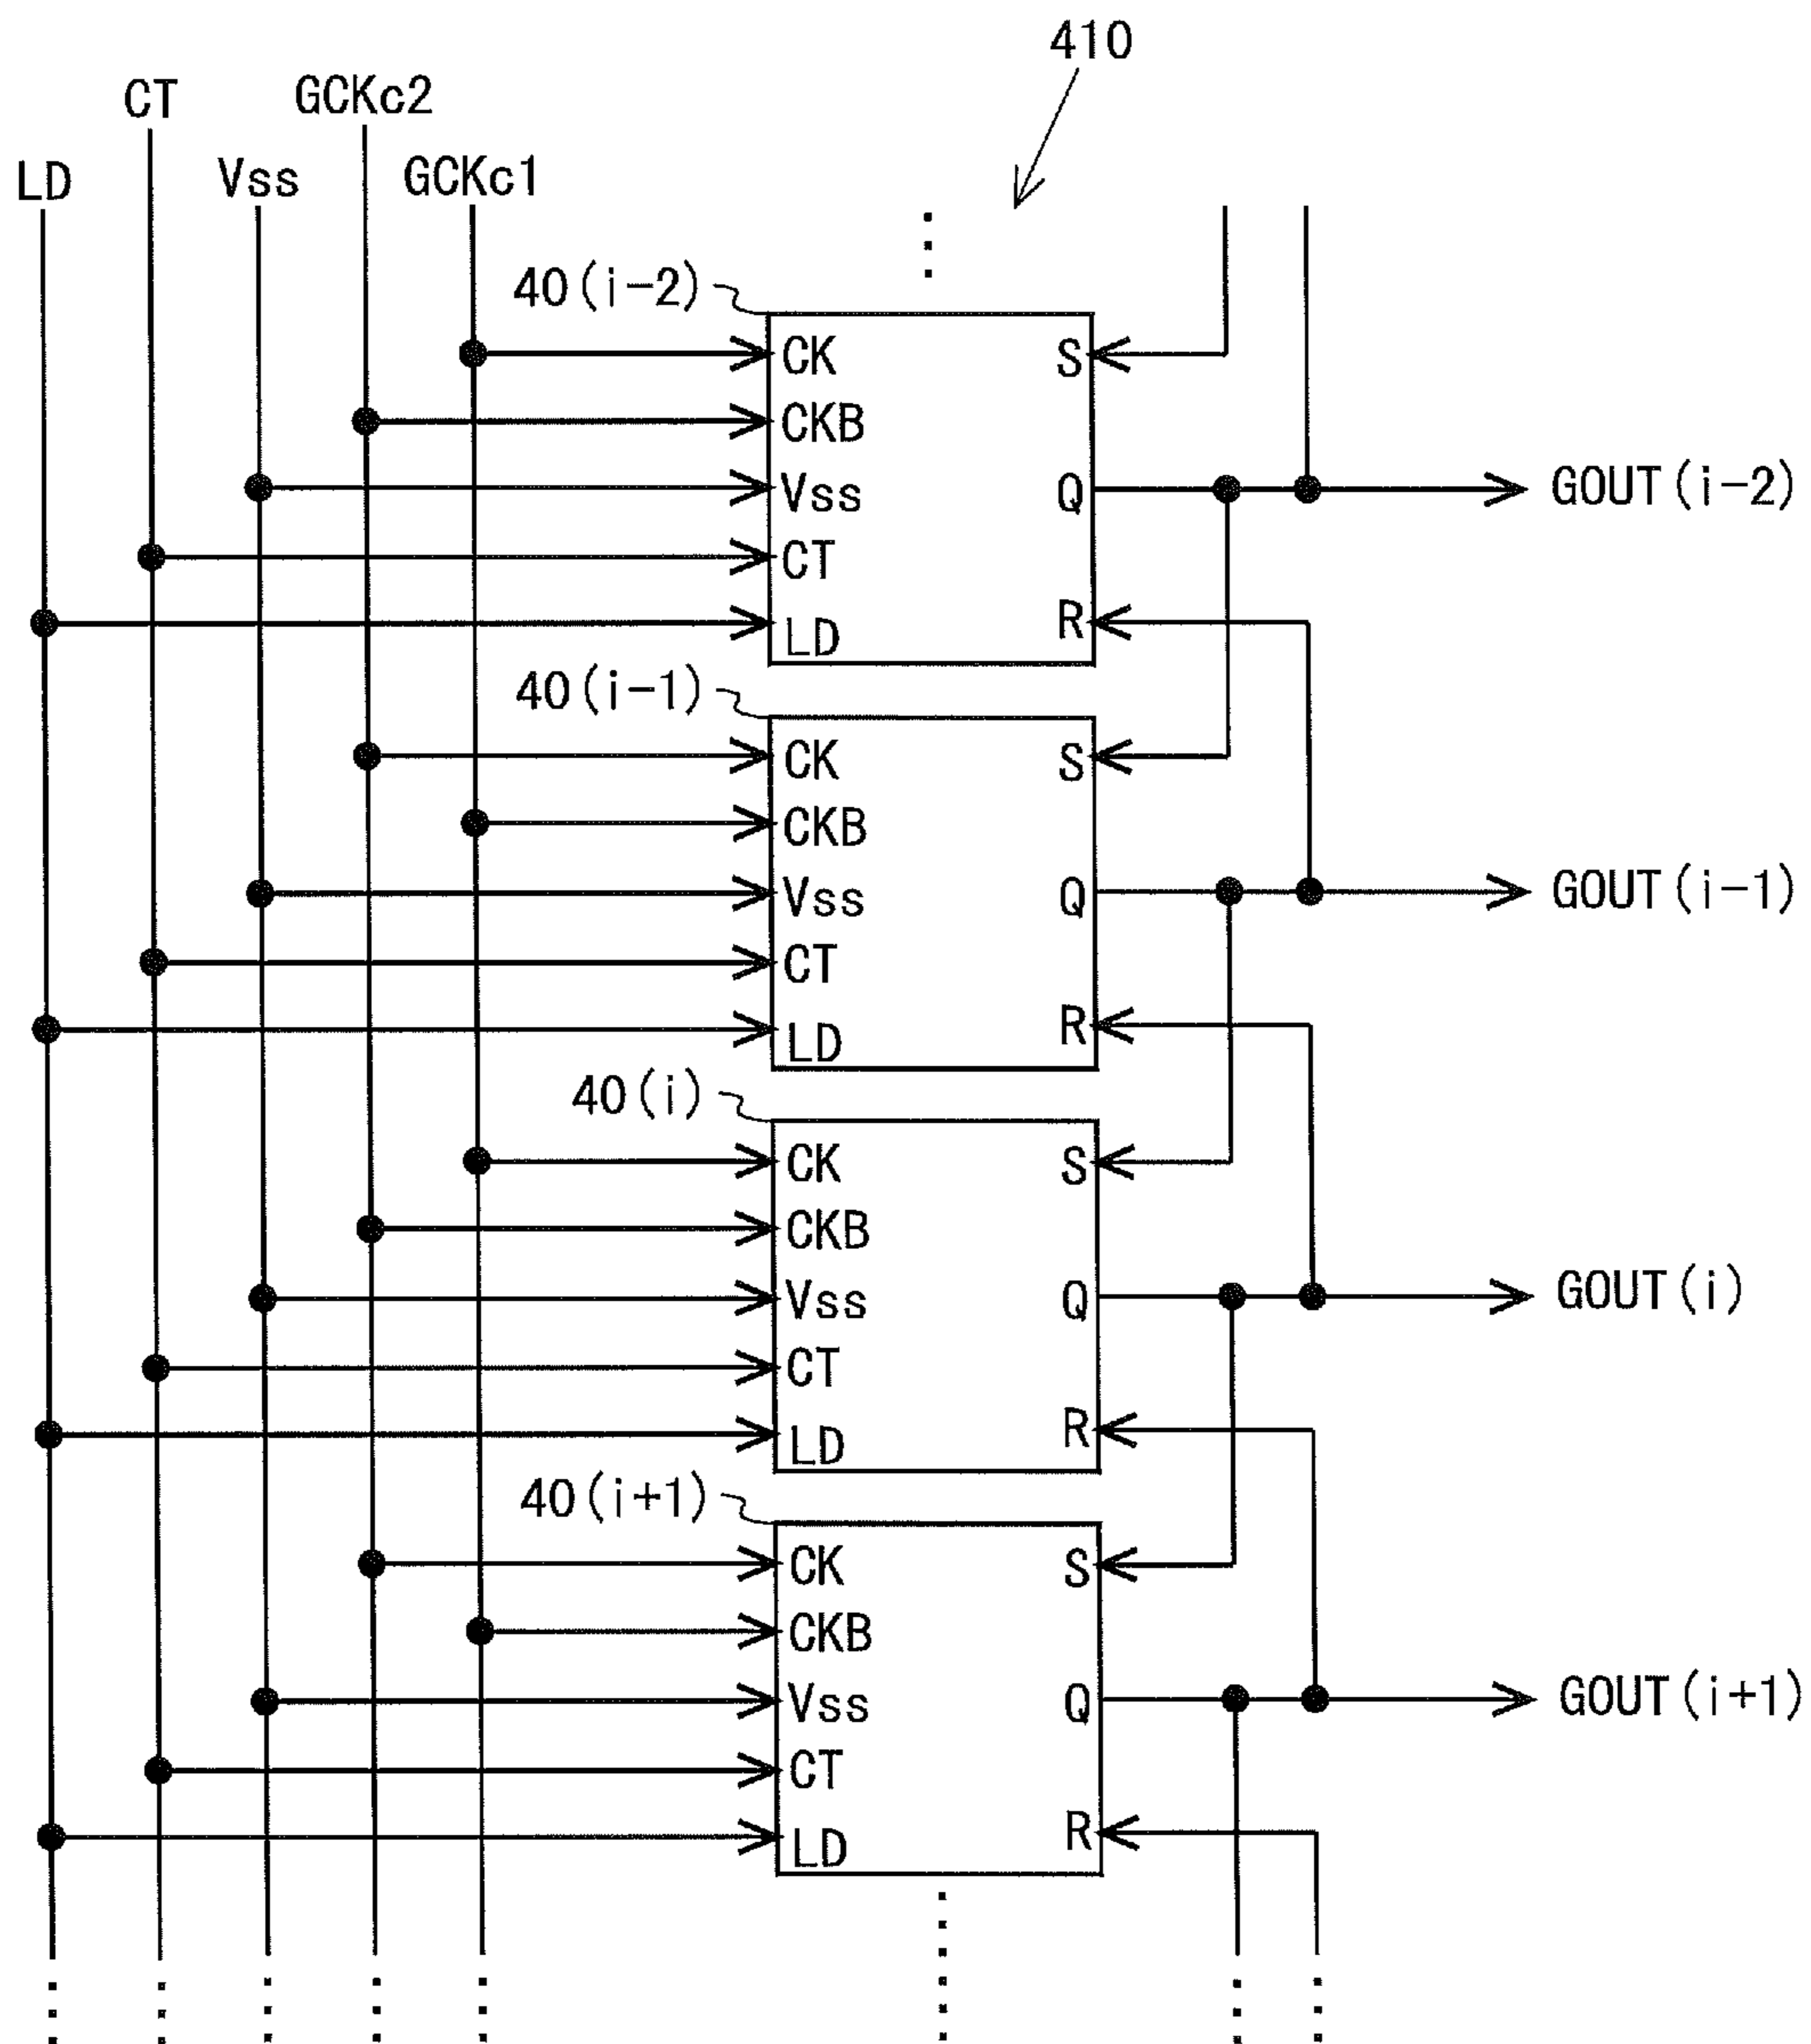 410
CT
GCKc2
LD
Vss
GCKc1
40(i-2)
CK
S
CKB
Vss
Q
GOUT(i-2)
CT
R
LD
40(i-1)
CK
S
CKB
Vss
Q
GOUT(i-1)
CT
R
LD
40(i)
CK
S
CKB
Vss
Q
GOUT(i)
CT
R
LD
40(i+1)
CK
S
CKB
Vss
Q
GOUT(i+1)
CT
R
LD